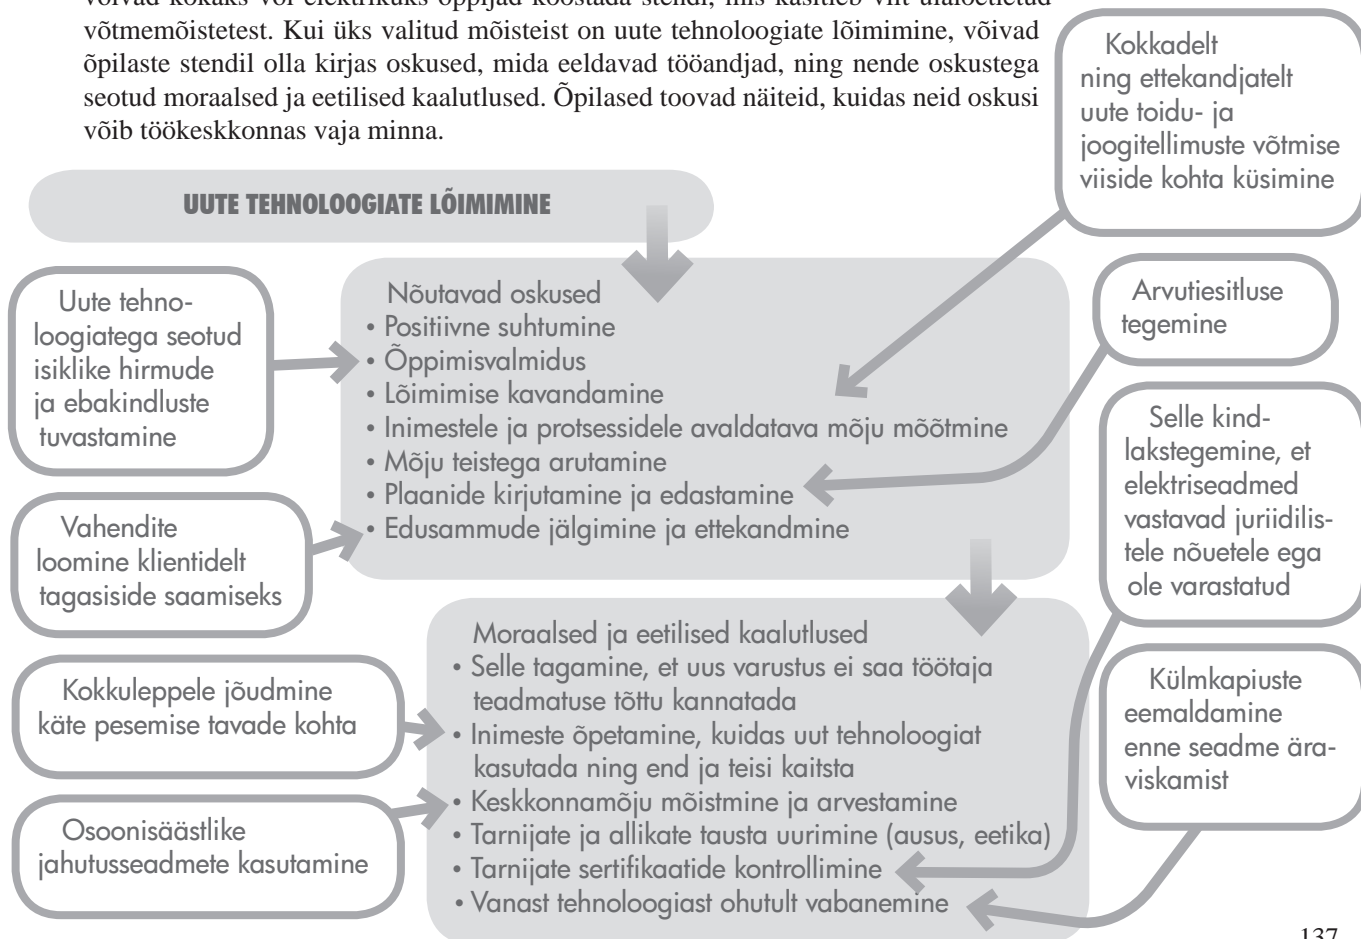 võtmemõistetest. Kui üks valitud mõisteist on uute tehnoloogiate lõimimine, võivad
õpilaste stendil olla kirjas oskused, mida eeldavad tööandjad, ning nende oskustega
seotud moraalsed ja eetilised kaalutlused. Õpilased toovad näiteid, kuidas neid oskusi
võib töökeskkonnas vaja minna.
Kokkadelt
ning ettekandjatelt
uute toidu- ja
joogitellimuste võtmise
viiside kohta küsimine
UUTE TEHNOLOOGIATE LÕIMIMINE
Uute tehno-
loogiatega seotud
isiklike hirmude
ja ebakindluste
tuvastamine
Nõutavad oskused
• Positiivne suhtumine
• Õppimisvalmidus
• Lõimimise kavandamine
• Inimestele ja protsessidele avaldatava mõju mõõtmine
• Mõju teistega arutamine
• Plaanide kirjutamine ja edastamine
• Edusammude jälgimine ja ettekandmine
Arvutiesitluse
tegemine
Selle kind-
lakstegemine, et
elektriseadmed
vastavad juriidilis-
tele nõuetele ega
ole varastatud
Vahendite
loomine klientidelt
tagasiside saamiseks
Moraalsed ja eetilised kaalutlused
• Selle tagamine, et uus varustus ei saa töötaja
teadmatuse tõttu kannatada
• Inimeste õpetamine, kuidas uut tehnoloogiat
kasutada ning end ja teisi kaitsta
• Keskkonnamõju mõistmine ja arvestamine
• Tarnijate ja allikate tausta uurimine (ausus, eetika)
• Tarnijate sertifikaatide kontrollimine
• Vanast tehnoloogiast ohutult vabanemine
Kokkuleppele jõudmine
käte pesemise tavade kohta
Osoonisäästlike
jahutusseadmete kasutamine
Külmkapiuste
eemaldamine
enne seadme ära-
viskamist
137